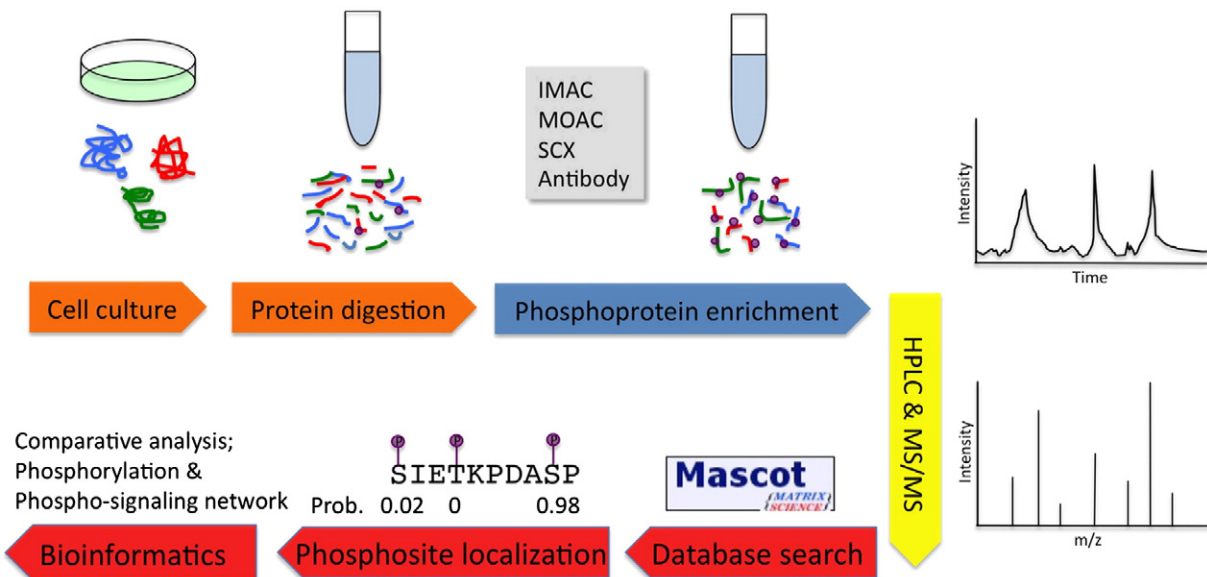 IMAC
MOAC
SCX
Antibody
Intensity
Time
Cell culture
Protein digestion
Phosphoprotein enrichment
HPLC & MS/MS
Intensity
m/z
Mascot
{MATRIX
SCIENCE}
Database search
P P P
SIETKPDASP
Prob. 0.02 0 0.98
Phosphosite localization
Comparative analysis;
Phosphorylation &
Phospho-signaling network
Bioinformatics